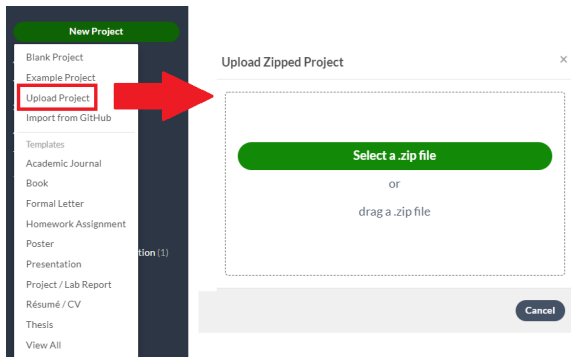 New Project
Blank Project
Example Project
Upload Project
Import from GitHub
Templates
Academic Journal
Book
Formal Letter
Homework Assignment
Poster
Presentation
Project / Lab Report
Résumé / CV
Thesis
View All
tion (1)
Upload Zipped Project
×
Select a .zip file
or
drag a .zip file
Cancel